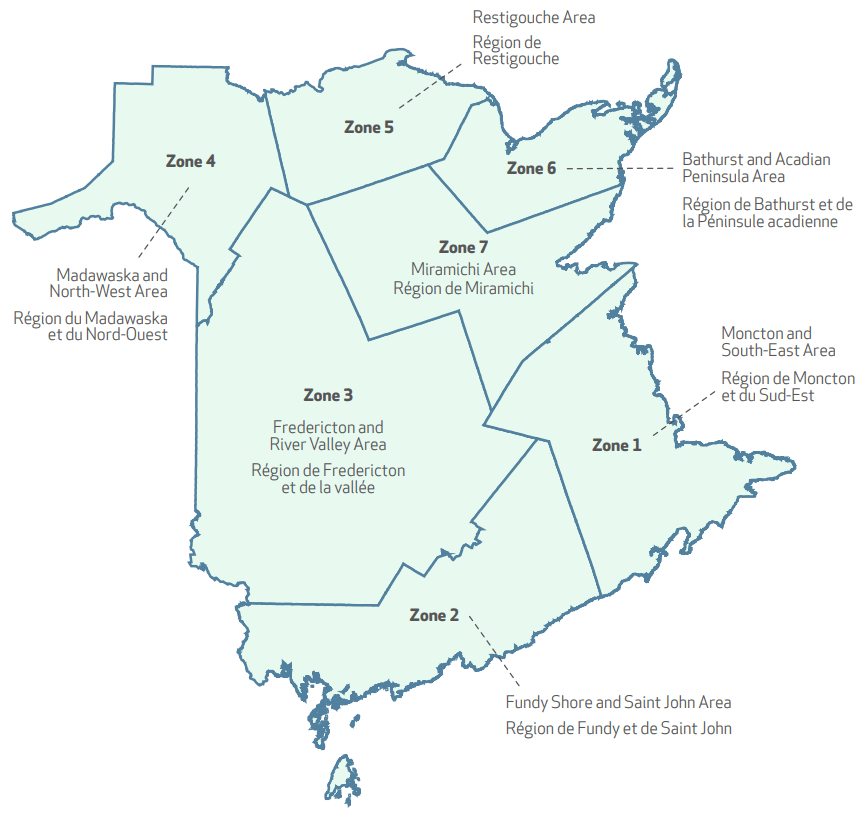 Restigouche Area
Région de
Restigouche
Zone 5
Zone 4
Zone 6
Bathurst and Acadian
Peninsula Area
Région de Bathurst et de
la Péninsule acadienne
Zone 7
Miramichi Area
Région de Miramichi
Madawaska and
North-West Area
Région du Madawaska
et du Nord-Ouest
Moncton and
South-East Area
Région de Moncton
et du Sud-Est
Zone 3
Fredericton and
River Valley Area
Région de Fredericton
et de la vallée
Zone 1
Zone 2
Fundy Shore and Saint John Area
Région de Fundy et de Saint John